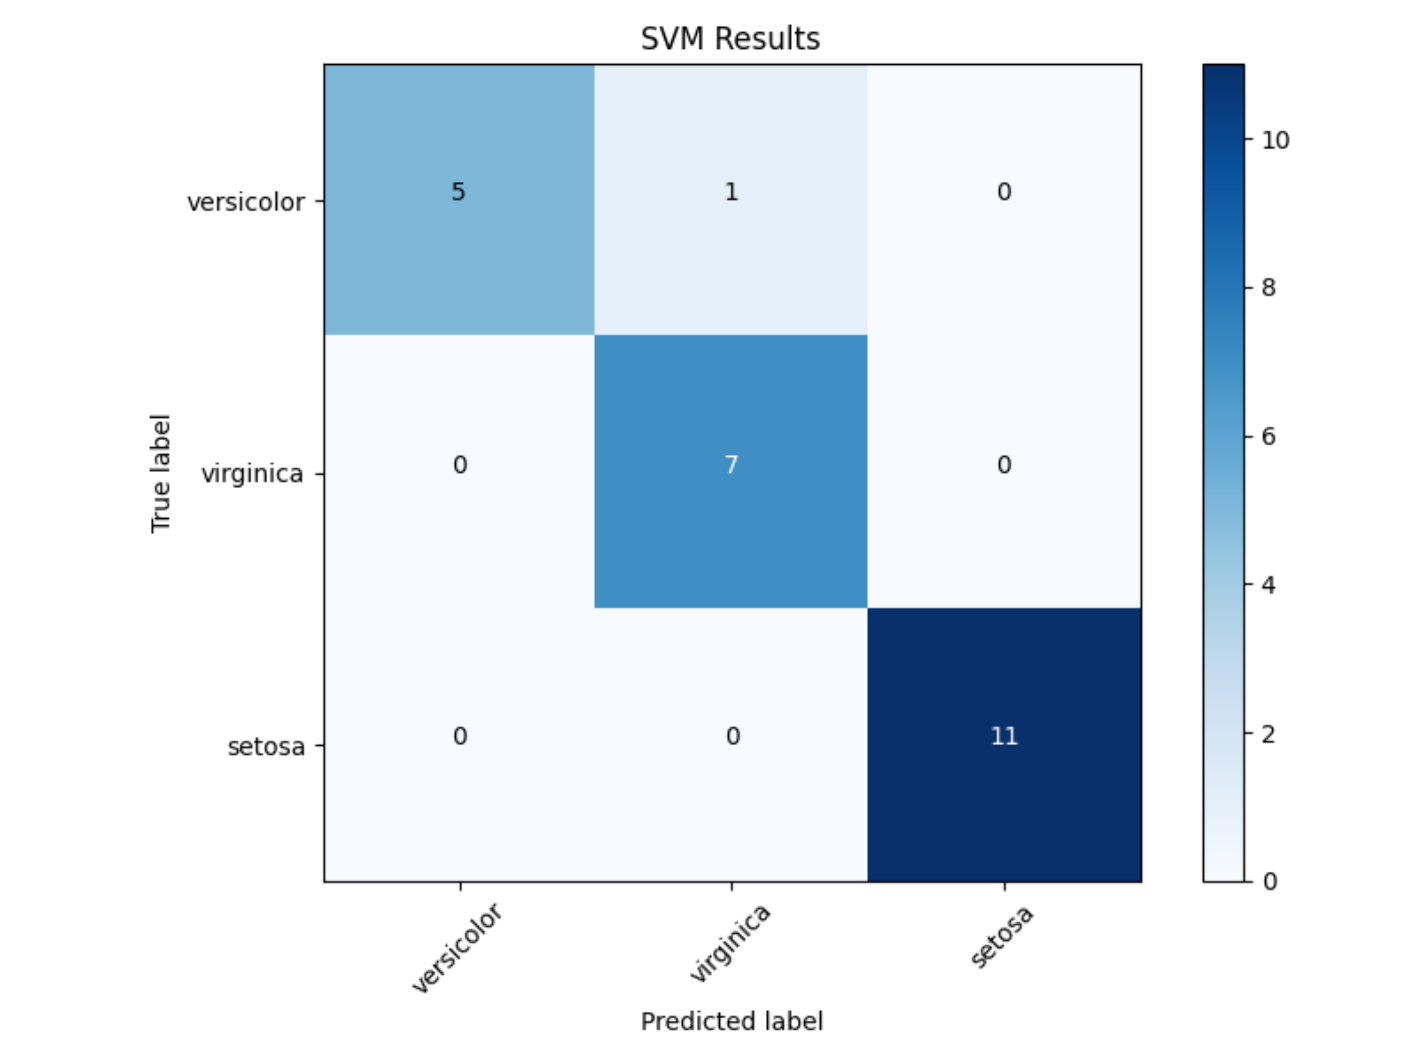 SVM Results
versicolor
5
1
0
virginica
0
7
0
setosa
0
0
11
versicolor
virginica
setosa
Predicted label
True label
10
8
6
4
2
0